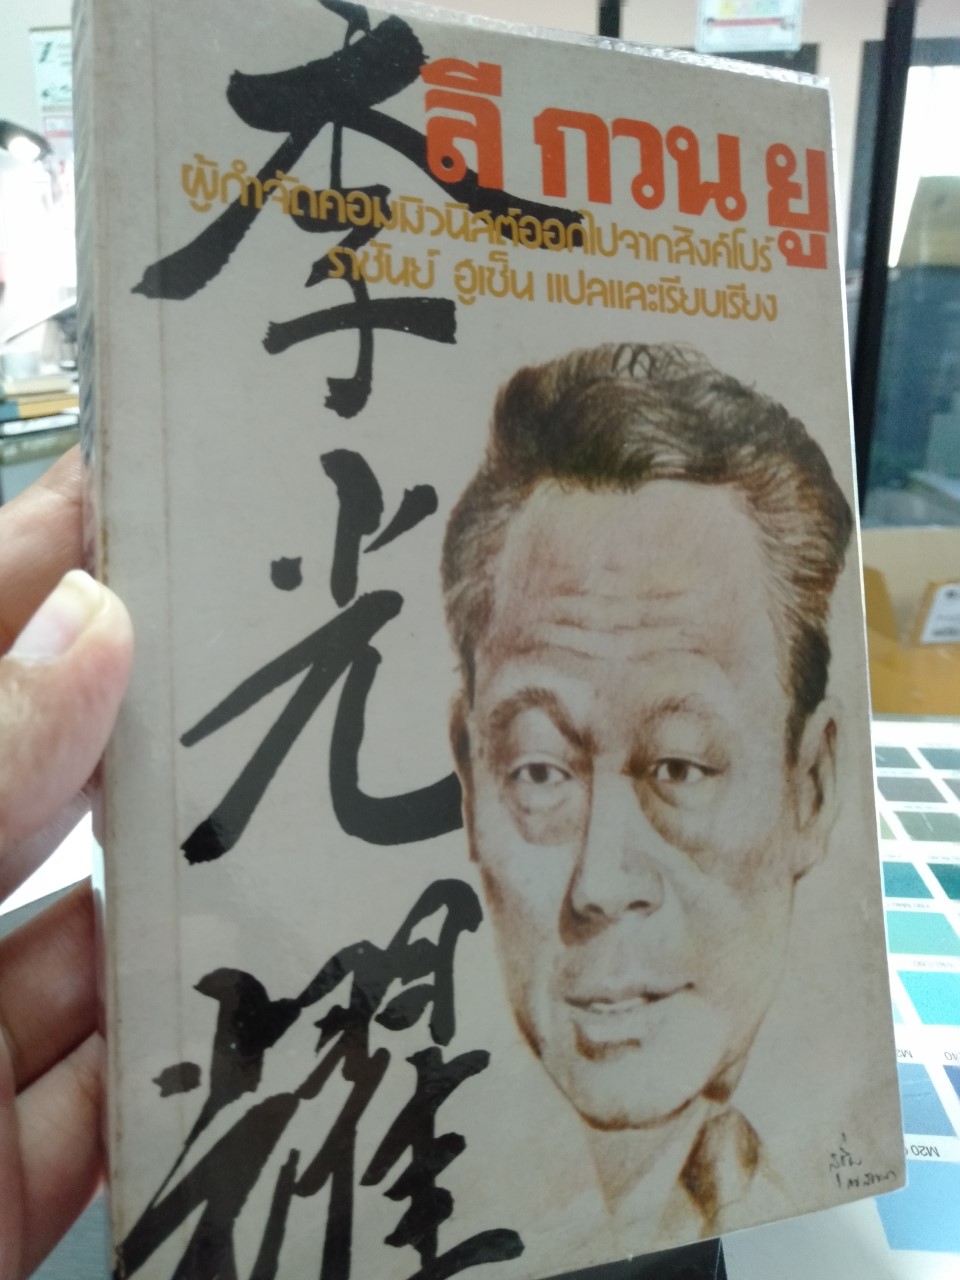 ลี กวน ยู
ผู้กำจัดคอมมิวนิสต์ออกไปจากสิงค์โปร์
ราชันย์ ฮูเซ็น แปลและเรียบเรียง
李光耀
M20